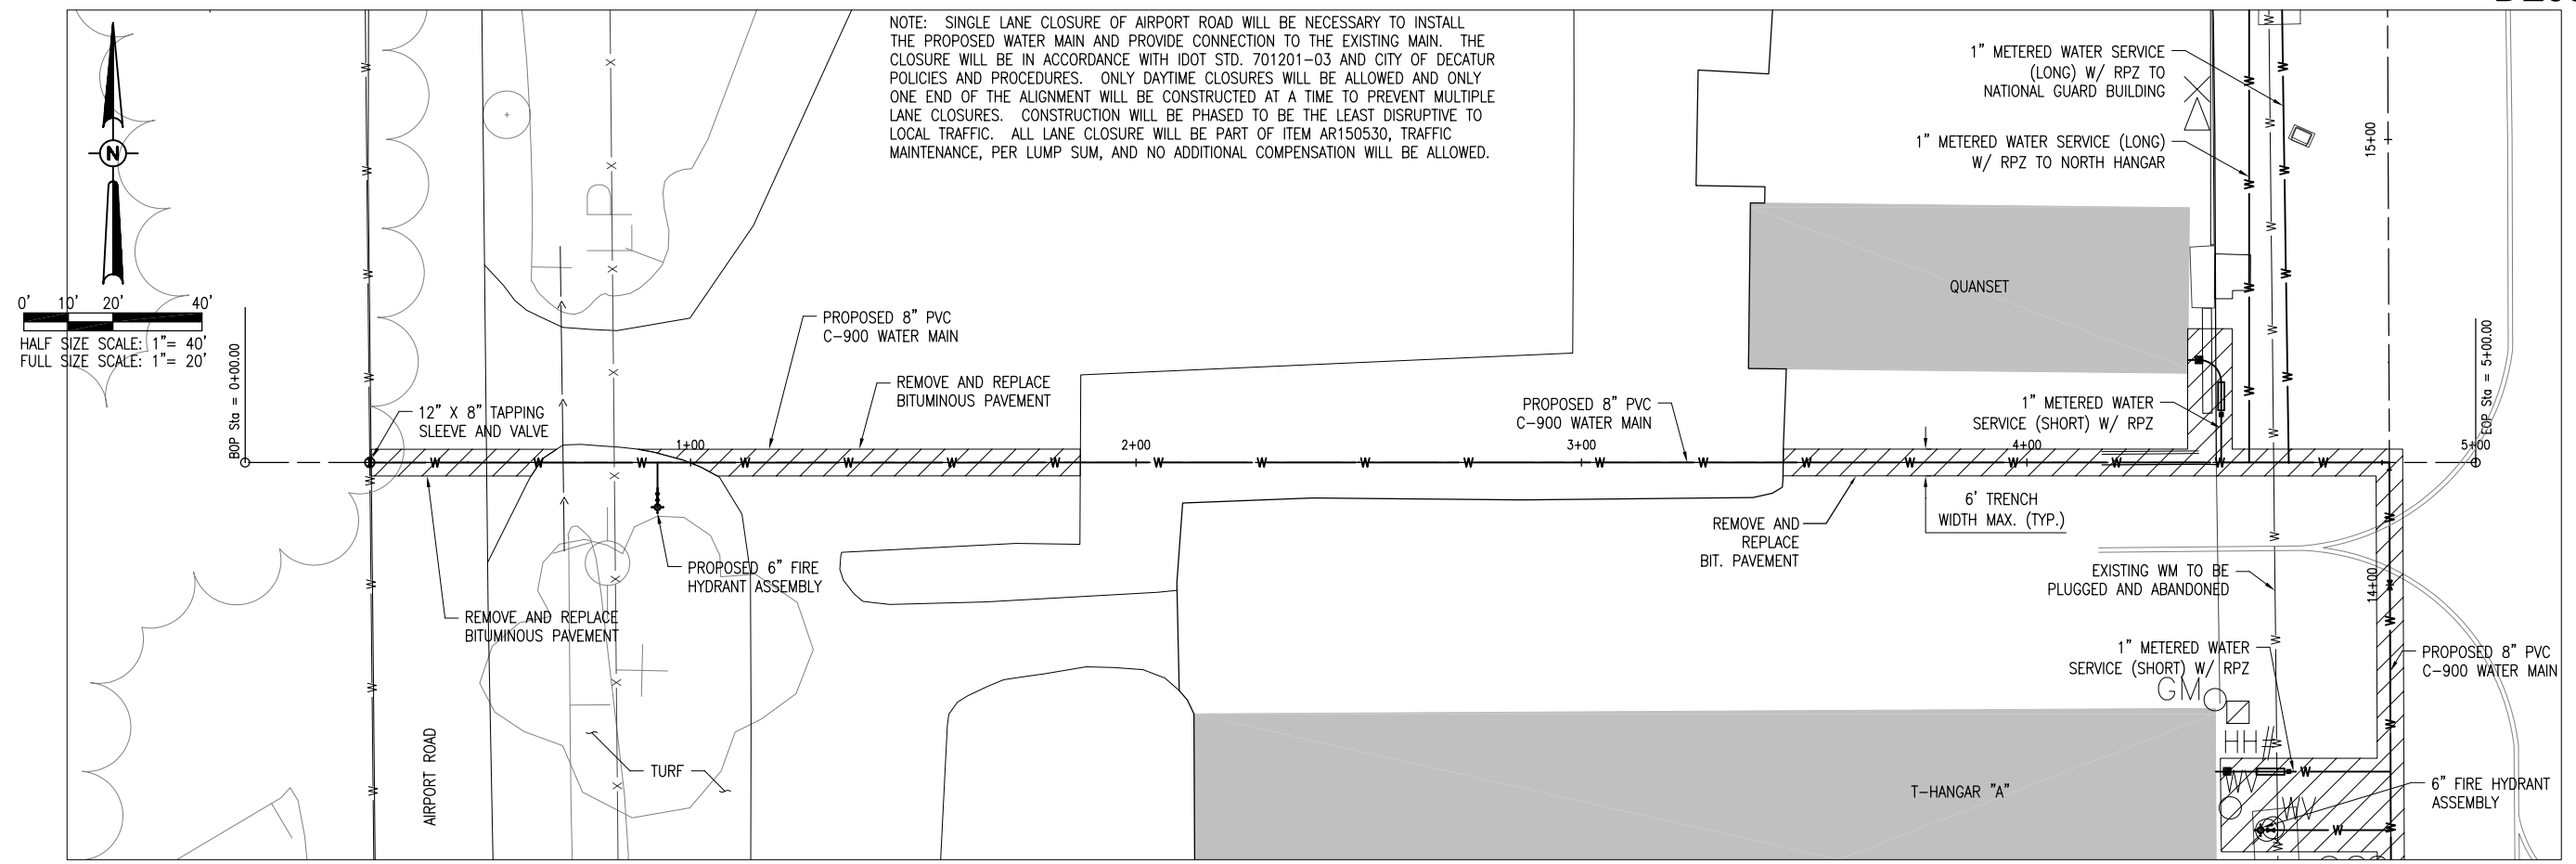 NOTE: SINGLE LANE CLOSURE OF AIRPORT ROAD WILL BE NECESSARY TO INSTALL
THE PROPOSED WATER MAIN AND PROVIDE CONNECTION TO THE EXISTING MAIN. THE
CLOSURE WILL BE IN ACCORDANCE WITH IDOT STD. 701201-03 AND CITY OF DECATUR
POLICIES AND PROCEDURES. ONLY DAYTIME CLOSURES WILL BE ALLOWED AND ONLY
ONE END OF THE ALIGNMENT WILL BE CONSTRUCTED AT A TIME TO PREVENT MULTIPLE
LANE CLOSURES. CONSTRUCTION WILL BE PHASED TO BE THE LEAST DISRUPTIVE TO
LOCAL TRAFFIC. ALL LANE CLOSURE WILL BE PART OF ITEM AR150530, TRAFFIC
MAINTENANCE, PER LUMP SUM, AND NO ADDITIONAL COMPENSATION WILL BE ALLOWED.
N
0' 10' 20' 40'
HALF SIZE SCALE: 1"= 40'
FULL SIZE SCALE: 1"= 20'
BOP Sta = 0+00.00
12" X 8" TAPPING
SLEEVE AND VALVE
PROPOSED 8" PVC
C-900 WATER MAIN
REMOVE AND REPLACE
BITUMINOUS PAVEMENT
1+00
2+00
3+00
4+00
5+00
PROPOSED 6" FIRE
HYDRANT ASSEMBLY
REMOVE AND REPLACE
BITUMINOUS PAVEMENT
AIRPORT ROAD
TURF
LP
PROPOSED 8" PVC
C-900 WATER MAIN
1" METERED WATER SERVICE
(LONG) W/ RPZ TO
NATIONAL GUARD BUILDING
1" METERED WATER SERVICE (LONG)
W/ RPZ TO NORTH HANGAR
15+00
QUANSET
1" METERED WATER
SERVICE (SHORT) W/ RPZ
EOP Sta = 5+00.00
6' TRENCH
WIDTH MAX. (TYP.)
REMOVE AND
REPLACE
BIT. PAVEMENT
EXISTING WM TO BE
PLUGGED AND ABANDONED
14+00
1" METERED WATER
SERVICE (SHORT) W/ RPZ
PROPOSED 8" PVC
C-900 WATER MAIN
GM
HH
WV
WV
T-HANGAR "A"
6" FIRE HYDRANT
ASSEMBLY